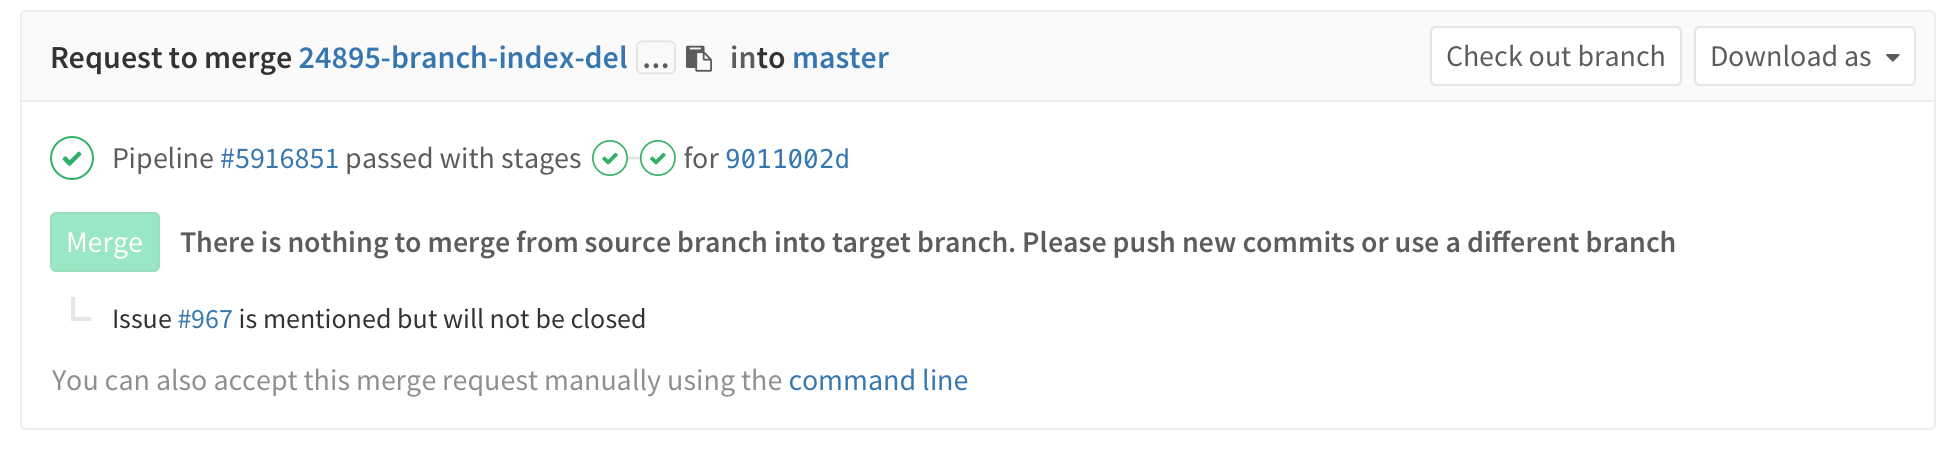 Request to merge 24895-branch-index-del ... into master Check out branch Download as
Pipeline #5916851 passed with stages for 9011002d
Merge There is nothing to merge from source branch into target branch. Please push new commits or use a different branch
Issue #967 is mentioned but will not be closed
You can also accept this merge request manually using the command line